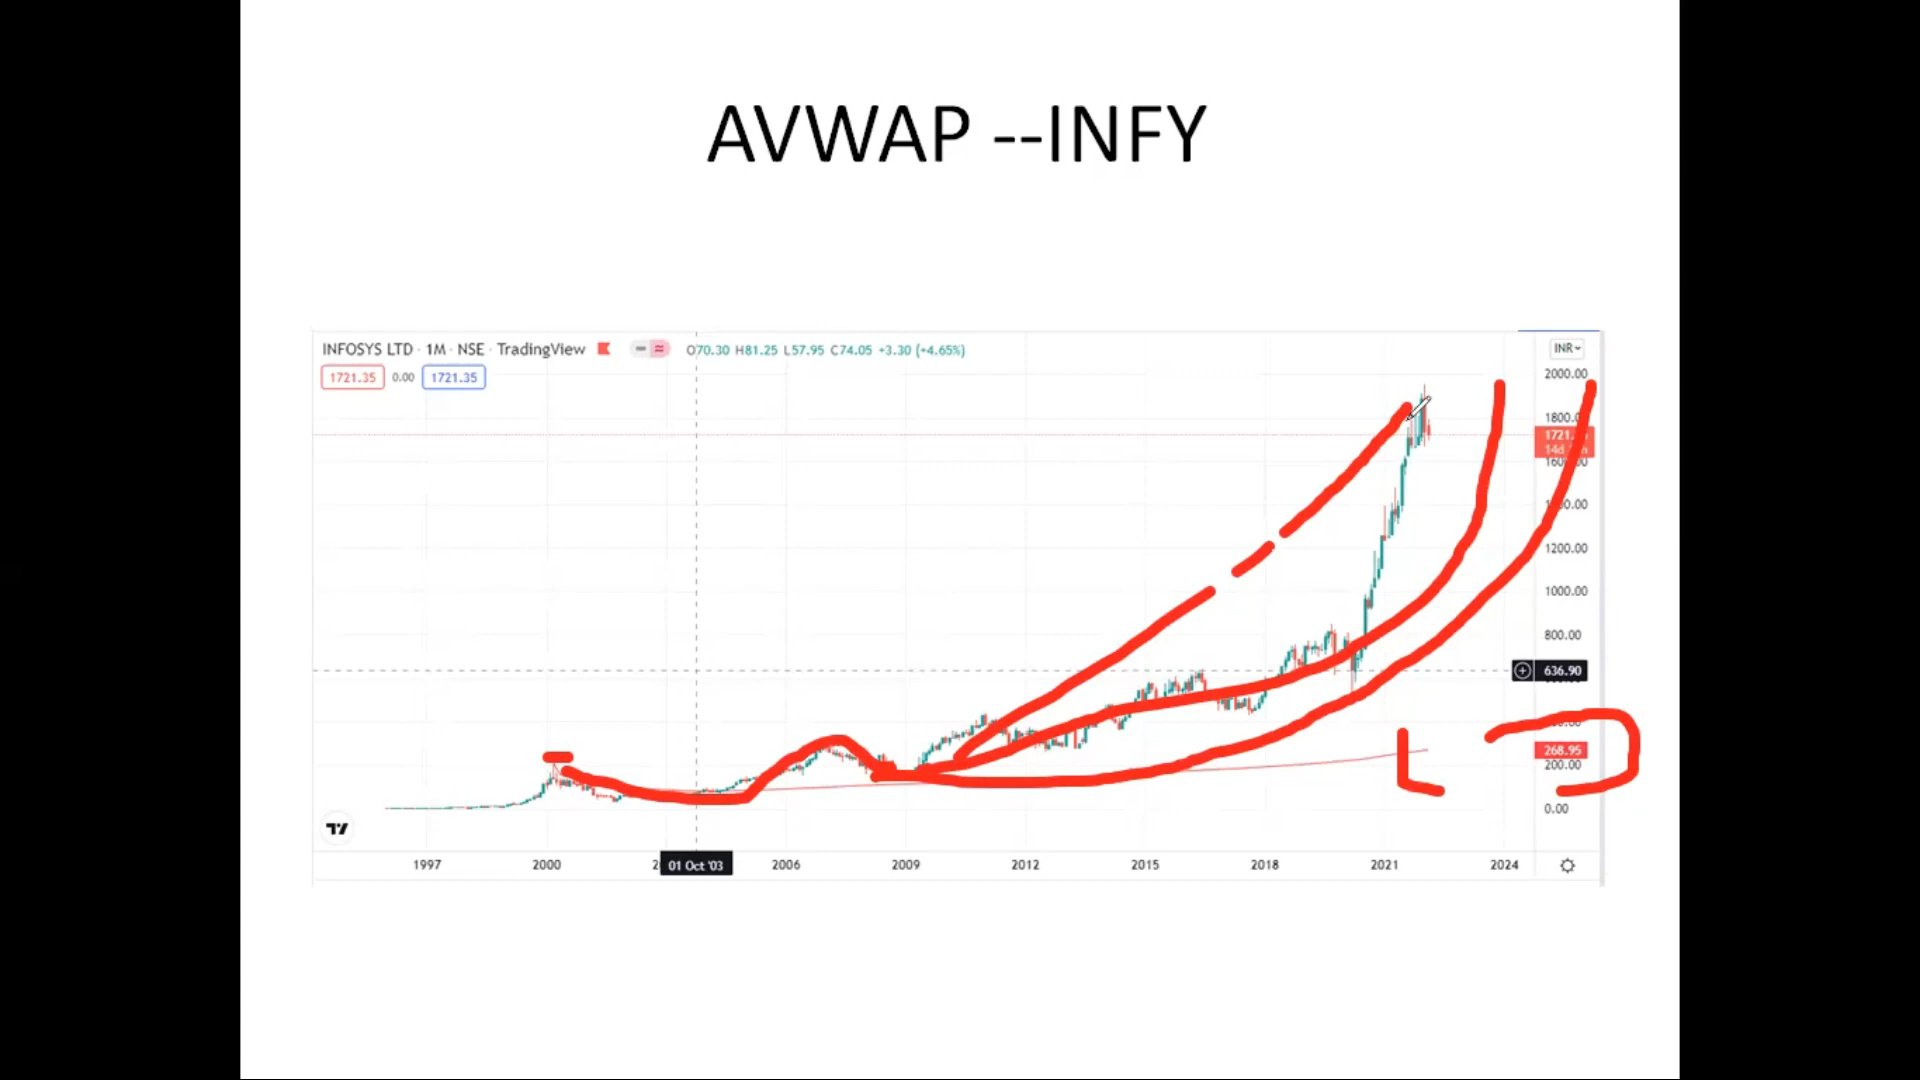 AVWAP --INFY
INFOSYS LTD · 1M · NSE · TradingView O70.30 H81.25 L57.95 C74.05 +3.30 (+4.65%)
INR
1721.35 0.00 1721.35
2000.00
1721.
1200.00
1000.00
800.00
636.90
268.95
200.00
0.00
1997 2000 01 Oct '03 2006 2009 2012 2015 2018 2021 2024